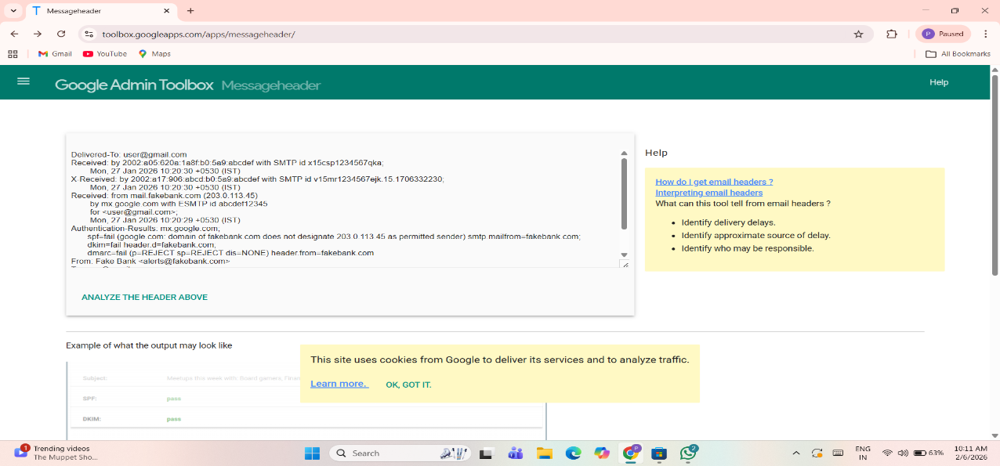 Messageheader
toolbox.googleapps.com/apps/messageheader/
P Paused
Gmail YouTube Maps
All Bookmarks
Google Admin Toolbox Messageheader
Help
Delivered-To: user@gmail.com
Received: by 2002:a05:620a:1a8f:b0:5a9:abcdef with SMTP id x15csp1234567qka;
Mon, 27 Jan 2026 10:20:30 +0530 (IST)
X-Received: by 2002:a17:906:abcd:b0:5a9:abcdef with SMTP id v15mr1234567ejk.15.1706332230;
Mon, 27 Jan 2026 10:20:30 +0530 (IST)
Received: from mail.fakebank.com (203.0.113.45)
by mx.google.com with ESMTP id abcdef12345
for <user@gmail.com>;
Mon, 27 Jan 2026 10:20:29 +0530 (IST)
Authentication-Results: mx.google.com;
spf=fail (google.com: domain of fakebank.com does not designate 203.0.113.45 as permitted sender) smtp.mailfrom=fakebank.com;
dkim=fail header.d=fakebank.com;
dmarc=fail (p=REJECT sp=REJECT dis=NONE) header.from=fakebank.com
From: Fake Bank <alerts@fakebank.com>
ANALYZE THE HEADER ABOVE
Help
How do I get email headers ?
Interpreting email headers
What can this tool tell from email headers ?
• Identify delivery delays.
• Identify approximate source of delay.
• Identify who may be responsible.
Example of what the output may look like
Subject: Meetups this week with: Board gamers, Finan
SPF: pass
DKIM: pass
This site uses cookies from Google to deliver its services and to analyze traffic.
Learn more. OK, GOT IT.
1
Trending videos
The Muppet Sho...
Search
P
2
ENG
IN
63%
10:11 AM
2/6/2026